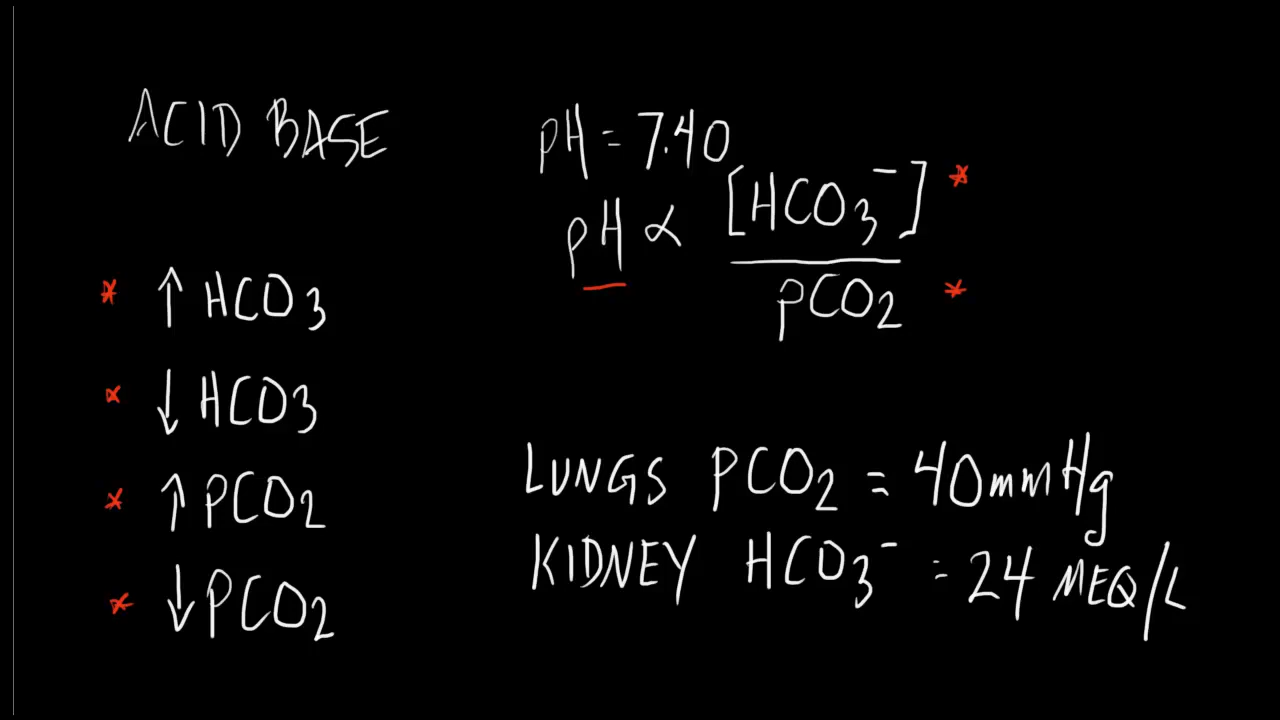 ACID BASE
↑ HCO3
↓ HCO3
↑ PCO2
↓ PCO2
pH = 7.40
pH ∝ [HCO3⁻]
pCO2
LUNGS PCO2 = 40mmHg
KIDNEY HCO3⁻ = 24 MEQ/L